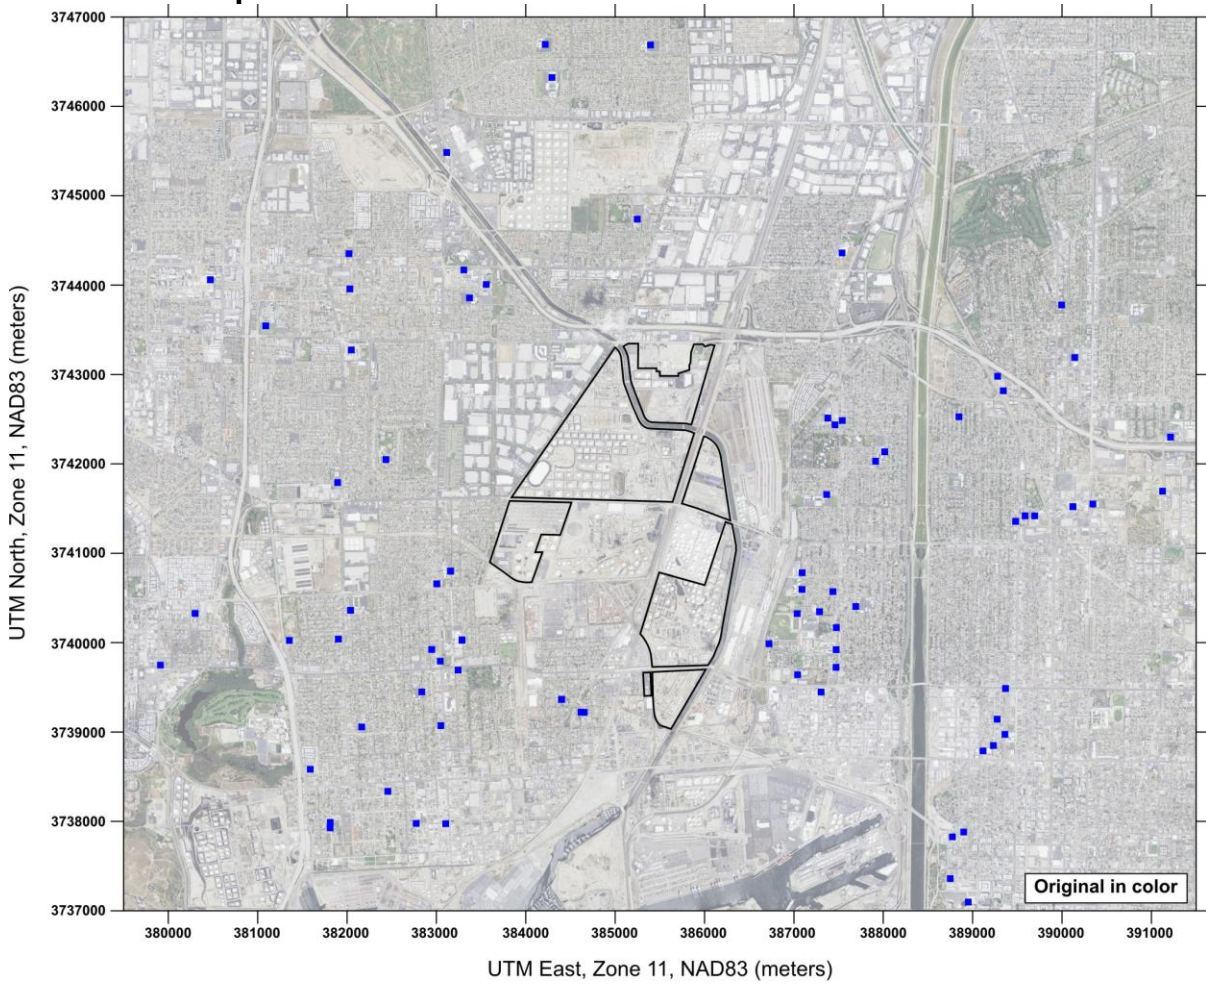 3747000
3746000
3745000
3744000
3743000
3742000
3741000
3740000
3739000
3738000
3737000
UTM North, Zone 11, NAD83 (meters)
Original in color
380000 381000 382000 383000 384000 385000 386000 387000 388000 389000 390000 391000
UTM East, Zone 11, NAD83 (meters)